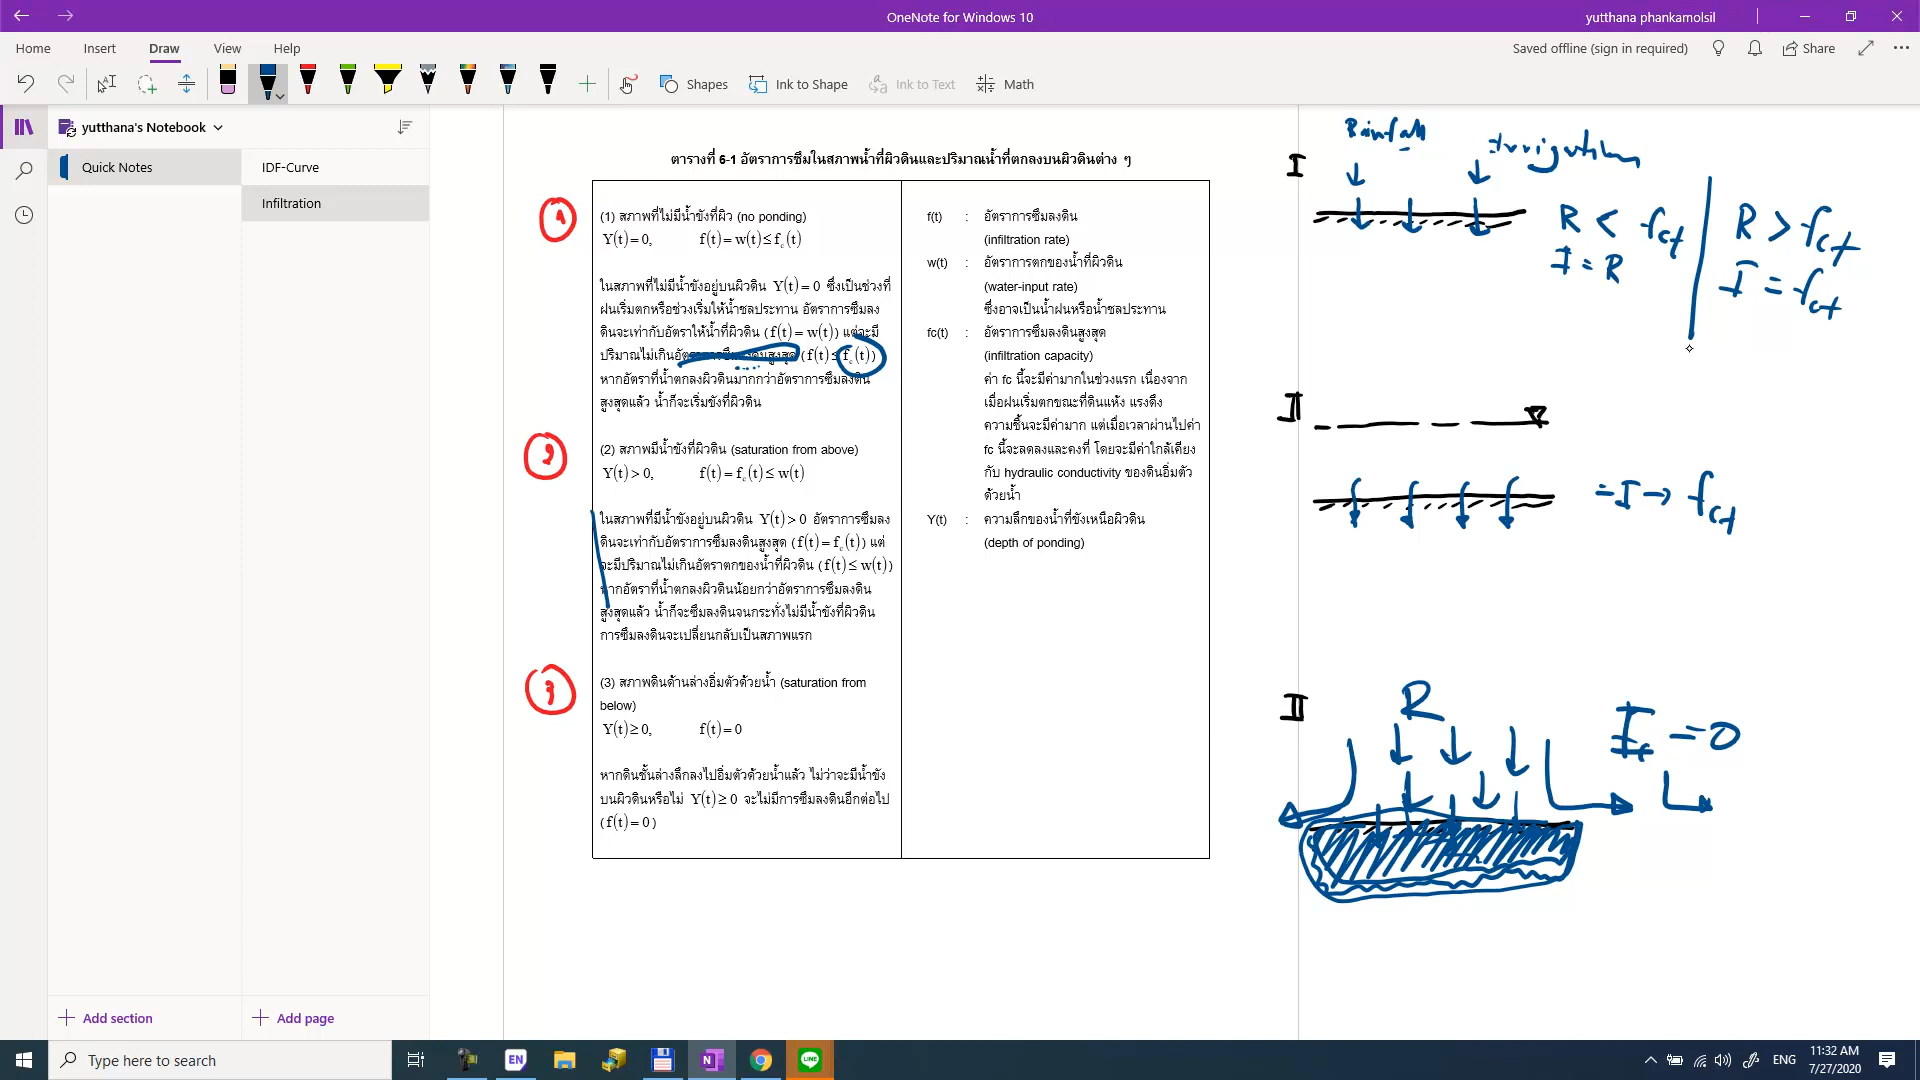 OneNote for Windows 10
yutthana phankamolsil
Home Insert Draw View Help
Saved offline (sign in required)
Share
Shapes
Ink to Shape
Ink to Text
Math
yutthana's Notebook
Quick Notes
IDF-Curve
Infiltration
ตารางที่ 6-1 อัตราการซึมในสภาพน้ำที่ผิวดินและปริมาณน้ำที่ตกลงบนผิวดินต่าง ๆ
๑
(1) สภาพที่ไม่มีน้ำขังที่ผิว (no ponding)
Y(t) = 0, f(t) = w(t) ≤ fc(t)
ในสภาพที่ไม่มีน้ำขังอยู่บนผิวดิน Y(t) = 0 ซึ่งเป็นช่วงที่
ฝนเริ่มตกหรือช่วงเริ่มให้น้ำชลประทาน อัตราการซึมลง
ดินจะเท่ากับอัตราให้น้ำที่ผิวดิน (f(t) = w(t)) แต่จะมี
ปริมาณไม่เกินอัตราการซึมลงดินสูงสุด (f(t) ≤ fc(t))
หากอัตราที่น้ำตกลงผิวดินมากกว่าอัตราการซึมลงดิน
สูงสุดแล้ว น้ำก็จะเริ่มขังที่ผิวดิน
๒
(2) สภาพมีน้ำขังที่ผิวดิน (saturation from above)
Y(t) > 0, f(t) = fc(t) ≤ w(t)
ในสภาพที่มีน้ำขังอยู่บนผิวดิน Y(t) > 0 อัตราการซึมลง
ดินจะเท่ากับอัตราการซึมลงดินสูงสุด (f(t) = fc(t)) แต่
จะมีปริมาณไม่เกินอัตราตกของน้ำที่ผิวดิน (f(t) ≤ w(t))
หากอัตราที่น้ำตกลงผิวดินน้อยกว่าอัตราการซึมลงดิน
สูงสุดแล้ว น้ำก็จะซึมลงดินจนกระทั่งไม่มีน้ำขังที่ผิวดิน
การซึมลงดินจะเปลี่ยนกลับเป็นสภาพแรก
๓
(3) สภาพดินด้านล่างอิ่มตัวด้วยน้ำ (saturation from
below)
Y(t) ≥ 0, f(t) = 0
หากดินชั้นล่างลึกลงไปอิ่มตัวด้วยน้ำแล้ว ไม่ว่าจะมีน้ำขัง
บนผิวดินหรือไม่ Y(t) ≥ 0 จะไม่มีการซึมลงดินอีกต่อไป
(f(t) = 0)
f(t) : อัตราการซึมลงดิน
(infiltration rate)
w(t) : อัตราการตกของน้ำที่ผิวดิน
(water-input rate)
ซึ่งอาจเป็นน้ำฝนหรือน้ำชลประทาน
fc(t) : อัตราการซึมลงดินสูงสุด
(infiltration capacity)
ค่า fc นี้จะมีค่ามากในช่วงแรก เนื่องจาก
เมื่อฝนเริ่มตกขณะที่ดินแห้ง แรงดึง
ความชื้นจะมีค่ามาก แต่เมื่อเวลาผ่านไปค่า
fc นี้จะลดลงและคงที่ โดยจะมีค่าใกล้เคียง
กับ hydraulic conductivity ของดินอิ่มตัว
ด้วยน้ำ
Y(t) : ความลึกของน้ำที่ขังเหนือผิวดิน
(depth of ponding)
I
Rainfall Irrigation
R < fct R > fct
I = R I = fct
II
= I → fct
III
R
If = 0
Add section
Add page
Type here to search
EN
LINE
ENG
11:32 AM
7/27/2020